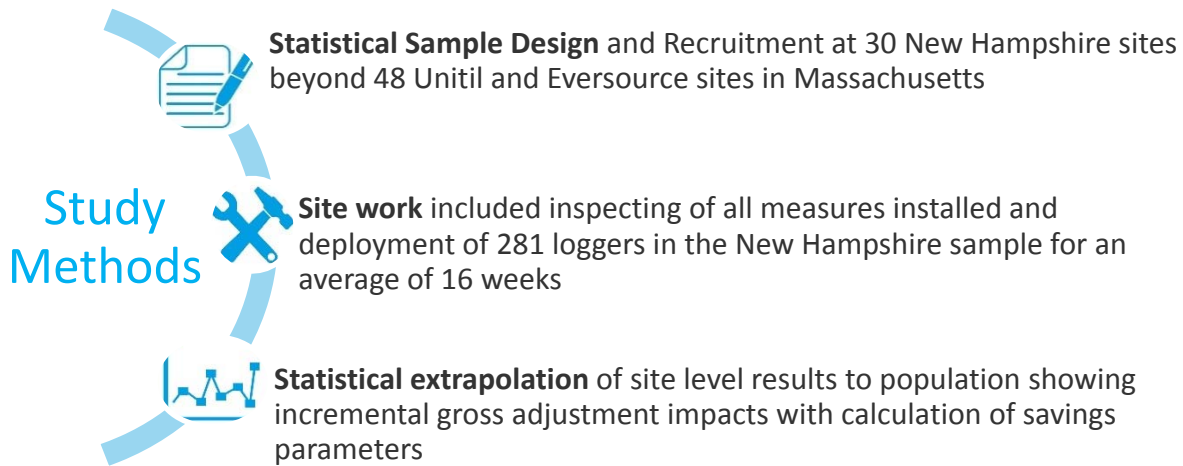 Statistical Sample Design and Recruitment at 30 New Hampshire sites
beyond 48 Unitil and Eversource sites in Massachusetts
Study
Methods
Site work included inspecting of all measures installed and
deployment of 281 loggers in the New Hampshire sample for an
average of 16 weeks
Statistical extrapolation of site level results to population showing
incremental gross adjustment impacts with calculation of savings
parameters